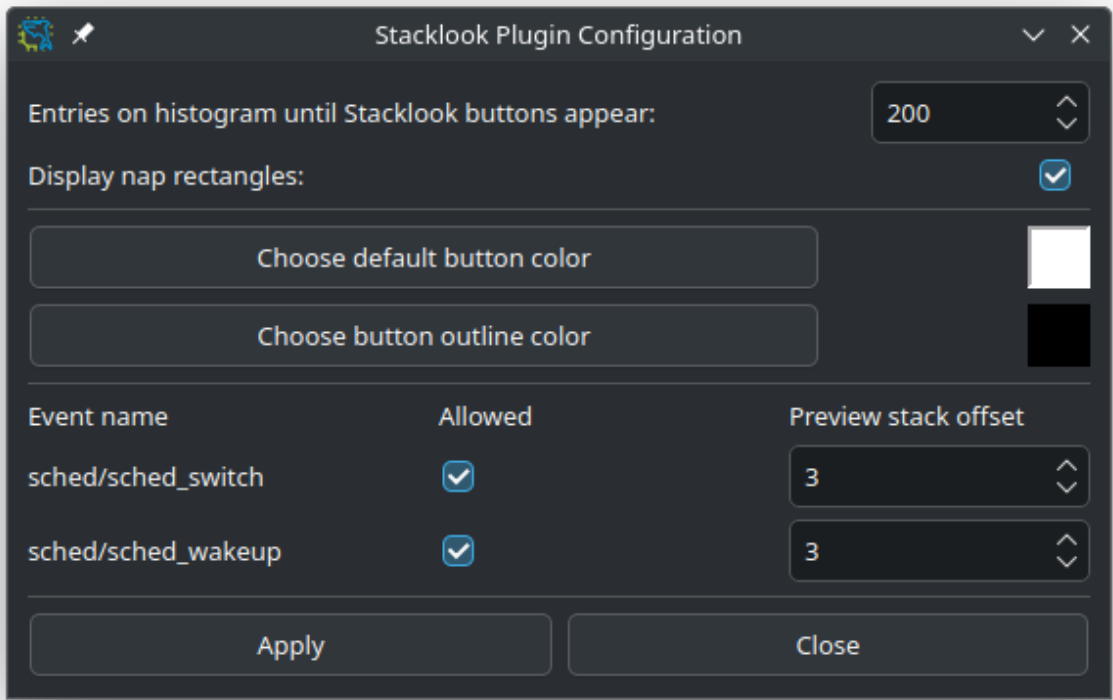 Stacklook Plugin Configuration
Entries on histogram until Stacklook buttons appear: 200
Display nap rectangles:
Choose default button color
Choose button outline color
Event name Allowed Preview stack offset
sched/sched_switch 3
sched/sched_wakeup 3
Apply Close